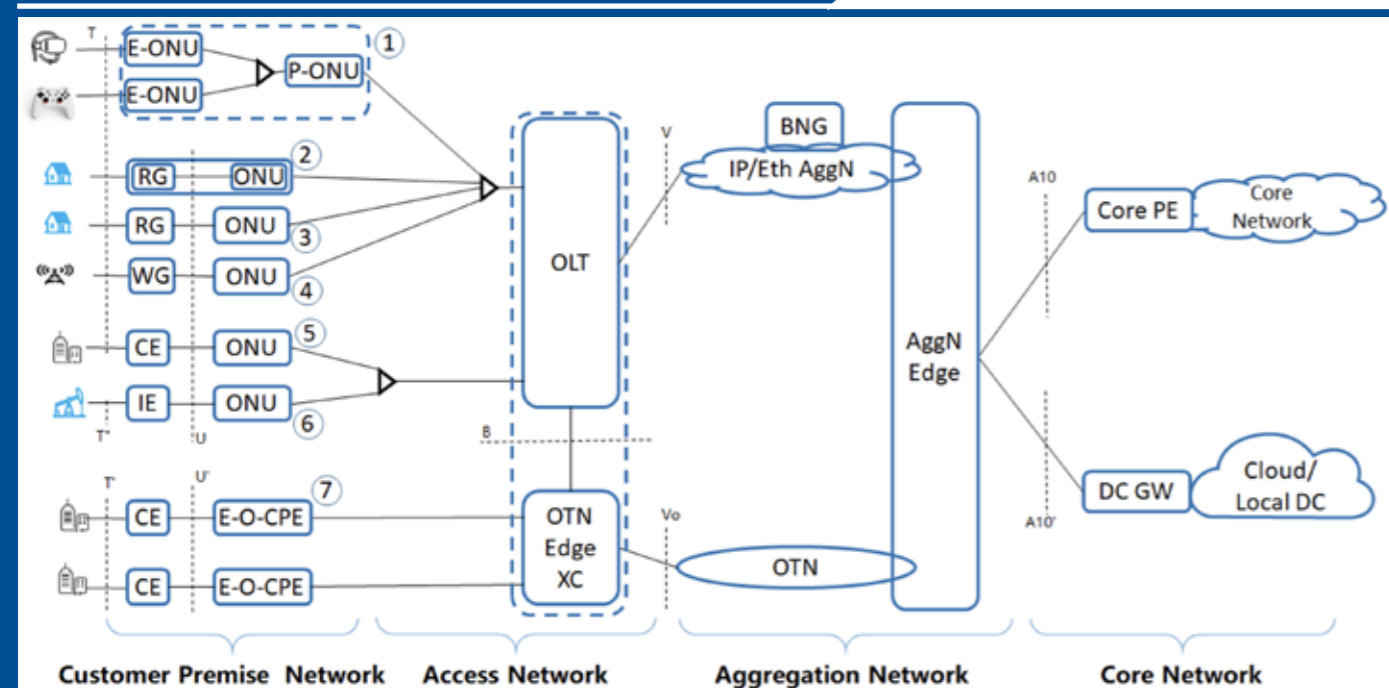 T
E-ONU
P-ONU
①
E-ONU
RG
ONU
②
RG
ONU
③
WG
ONU
④
CE
ONU
⑤
IE
ONU
⑥
T"
U
T'
U'
CE
E-O-CPE
⑦
CE
E-O-CPE
OLT
B
OTN
Edge
XC
V
BNG
IP/Eth AggN
Vo
OTN
AggN
Edge
A10
Core PE
Core
Network
A10'
DC GW
Cloud/
Local DC
Customer Premise Network
Access Network
Aggregation Network
Core Network